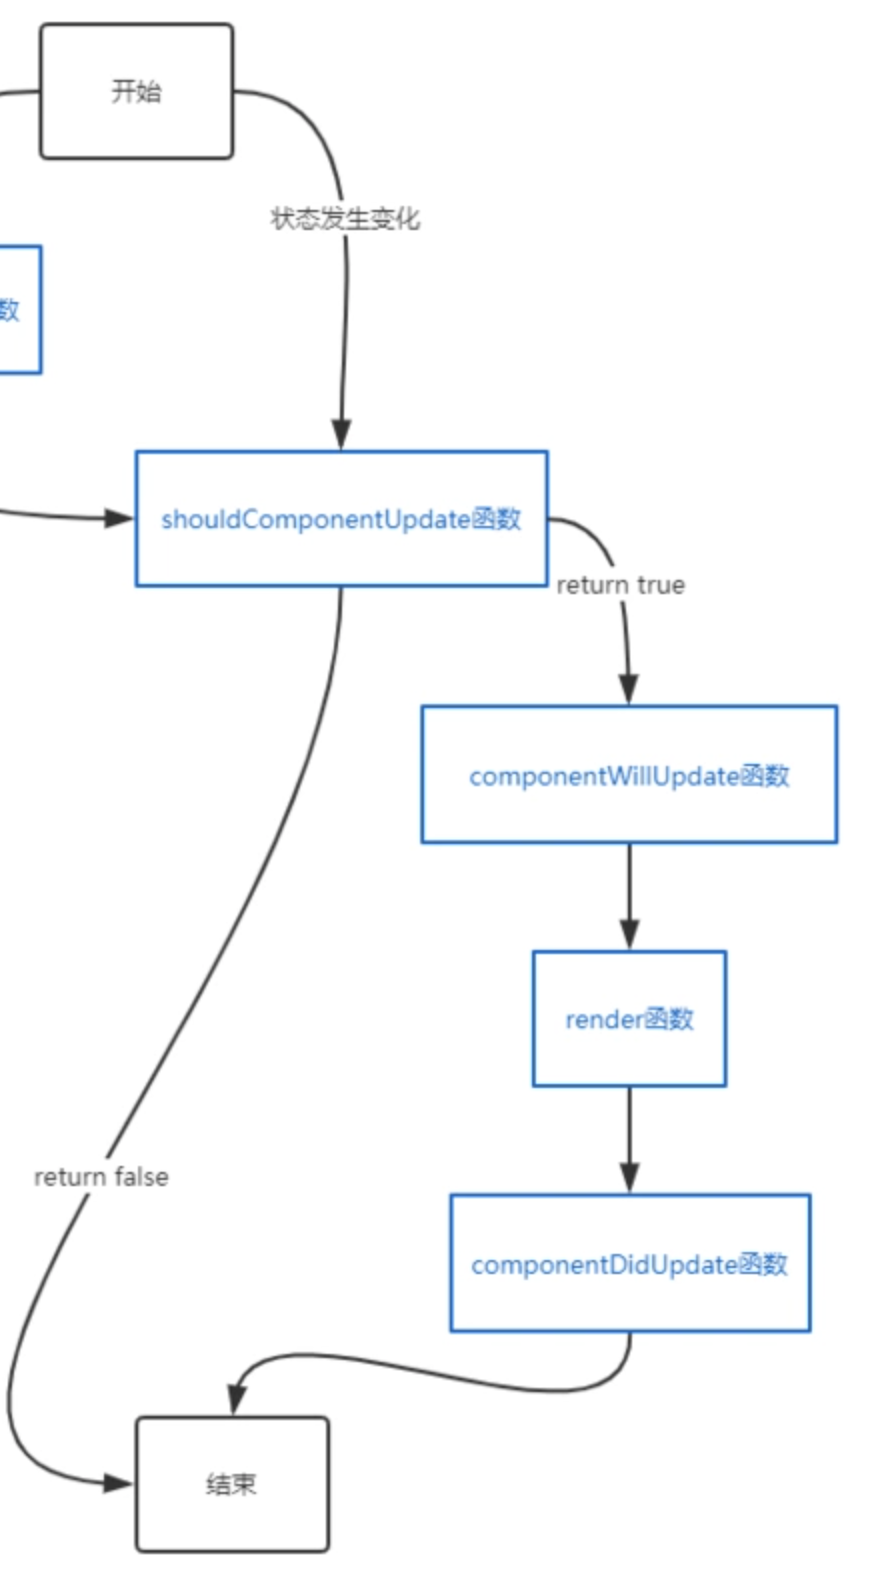 开始
状态发生变化
数
shouldComponentUpdate函数
return true
componentWillUpdate函数
render函数
return false
componentDidUpdate函数
结束